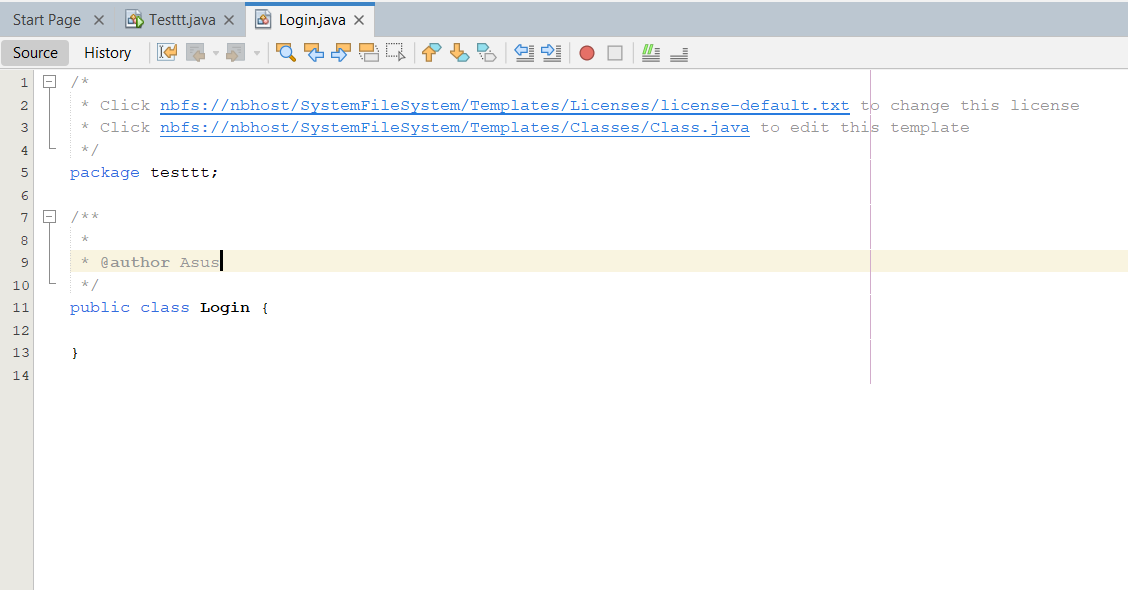 Start Page Testtt.java Login.java
Source History
1 /*
2 * Click nbfs://nbhost/SystemFileSystem/Templates/Licenses/license-default.txt to change this license
3 * Click nbfs://nbhost/SystemFileSystem/Templates/Classes/Class.java to edit this template
4 */
5 package testtt;
6
7 /**
8 *
9 * @author Asus
10 */
11 public class Login {
12
13 }
14